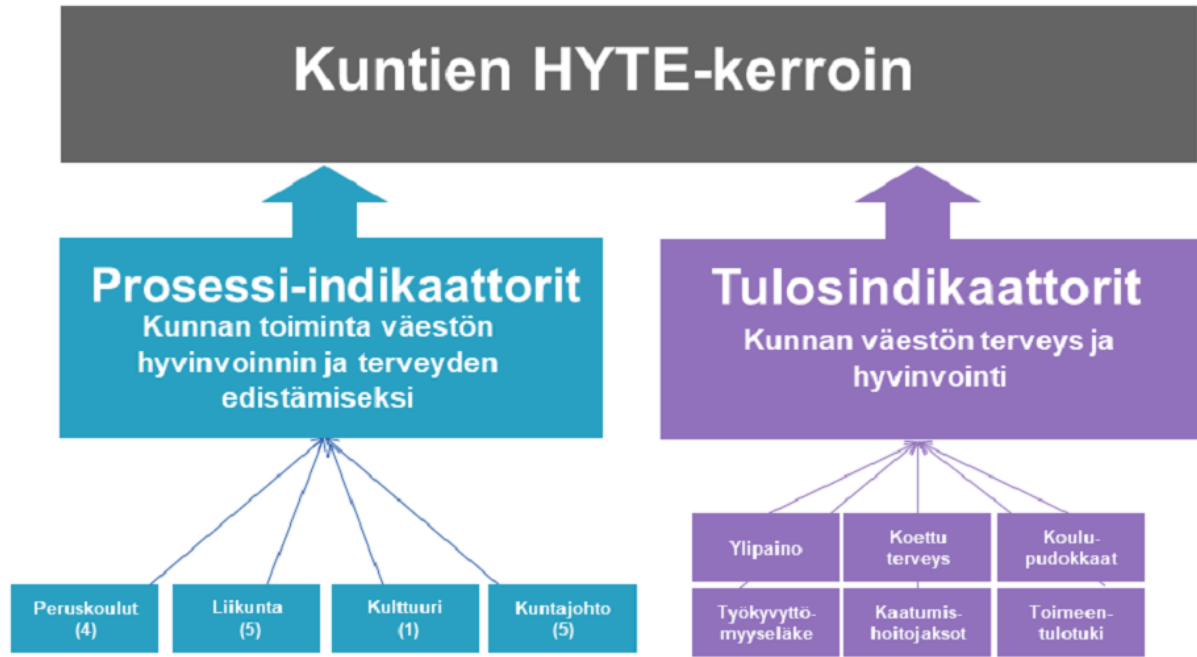 Kuntien HYTE-kerroin
Prosessi-indikaattorit
Kunnan toiminta väestön
hyvinvoinnin ja terveyden
edistämiseksi
Tulosindikaattorit
Kunnan väestön terveys ja
hyvinvointi
Peruskoulut
(4)
Liikunta
(5)
Kulttuuri
(1)
Kuntajohto
(5)
Ylipaino
Koettu
terveys
Koulu-
pudokkaat
Työkyvyttö-
myyseläke
Kaatumis-
hoitojaksot
Toimeen-
tulotuki